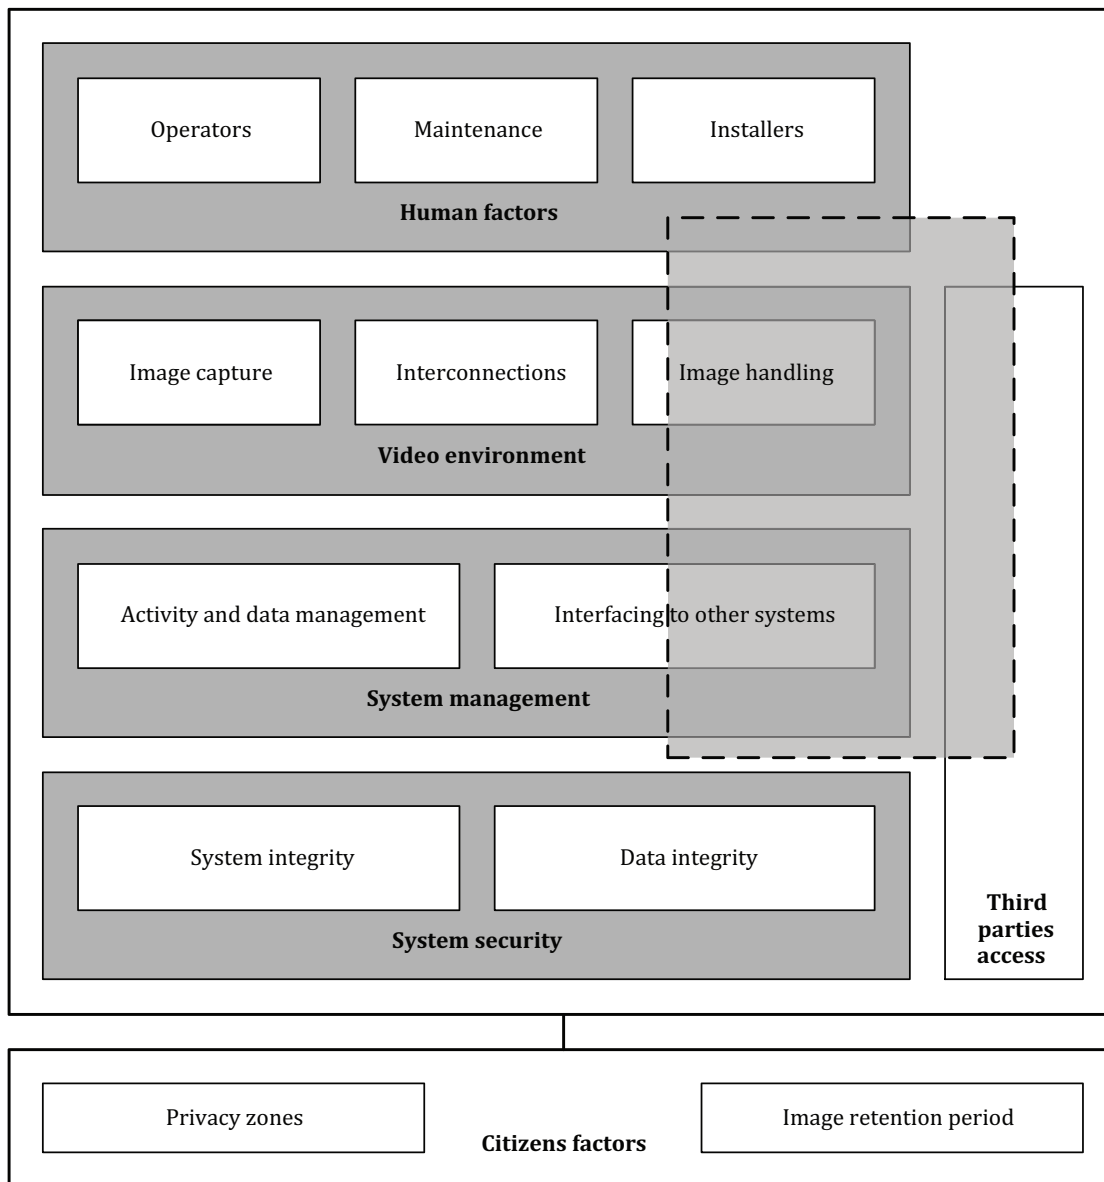 Operators
Maintenance
Installers
Human factors
Image capture
Interconnections
Image handling
Video environment
Activity and data management
Interfacing to other systems
System management
System integrity
Data integrity
System security
Third
parties
access
Privacy zones
Image retention period
Citizens factors